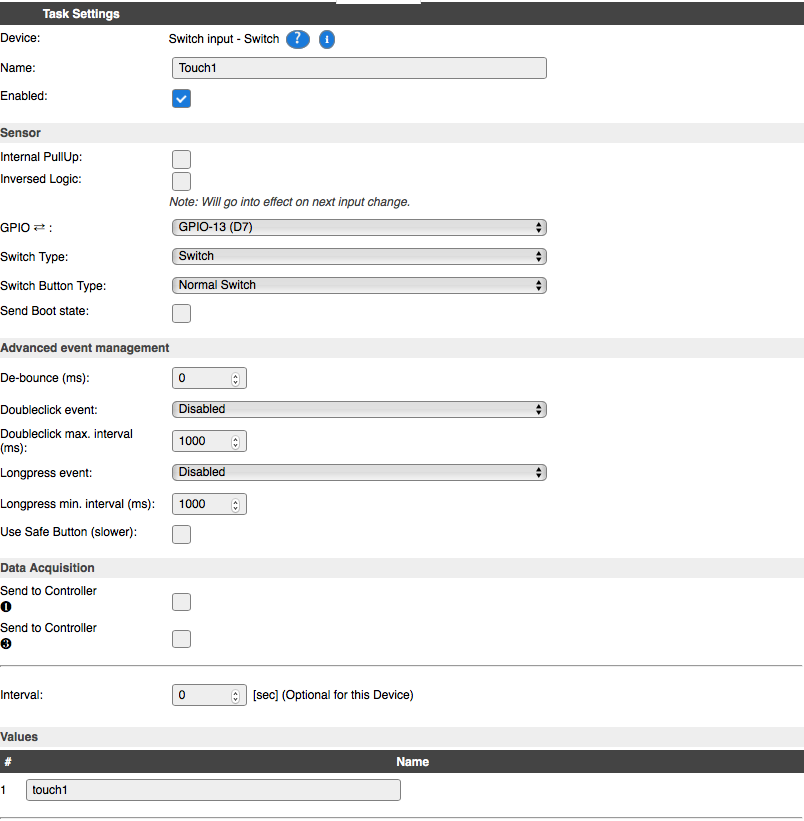 Task Settings
Device: Switch input - Switch ? i
Name: Touch1
Enabled:
Sensor
Internal PullUp:
Inversed Logic:
Note: Will go into effect on next input change.
GPIO ⇄ : GPIO-13 (D7)
Switch Type: Switch
Switch Button Type: Normal Switch
Send Boot state:
Advanced event management
De-bounce (ms): 0
Doubleclick event: Disabled
Doubleclick max. interval
(ms): 1000
Longpress event: Disabled
Longpress min. interval (ms): 1000
Use Safe Button (slower):
Data Acquisition
Send to Controller
❶
Send to Controller
❸
Interval: 0 [sec] (Optional for this Device)
Values
# Name
1 touch1